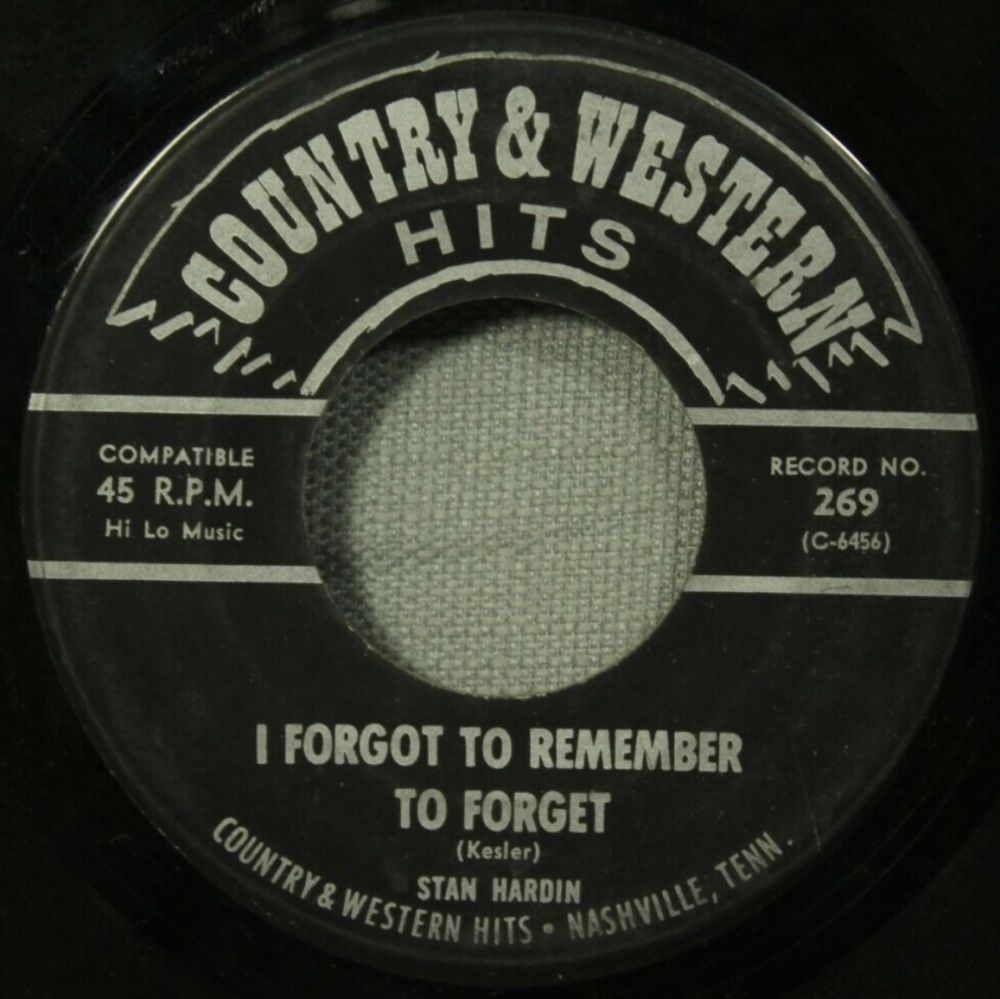 COUNTRY & WESTERN
HITS
COMPATIBLE
45 R.P.M.
Hi Lo Music
RECORD NO.
269
(C-6456)
I FORGOT TO REMEMBER
TO FORGET
(Kesler)
STAN HARDIN
COUNTRY & WESTERN HITS • NASHVILLE, TENN.